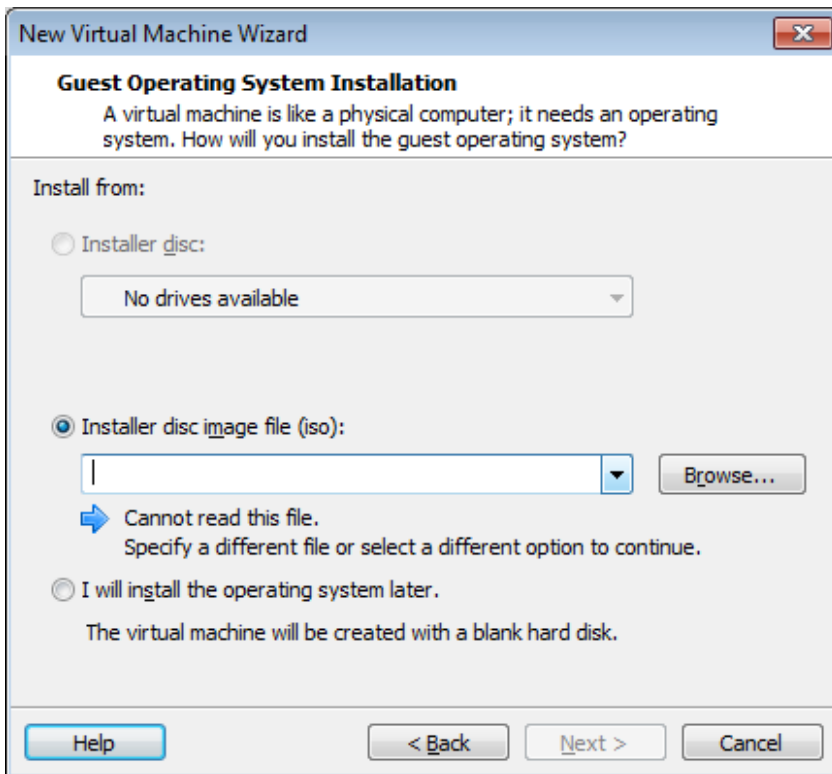 New Virtual Machine Wizard
Guest Operating System Installation
A virtual machine is like a physical computer; it needs an operating
system. How will you install the guest operating system?
Install from:
Installer disc:
No drives available
Installer disc image file (iso):
Browse...
Cannot read this file.
Specify a different file or select a different option to continue.
I will install the operating system later.
The virtual machine will be created with a blank hard disk.
Help
< Back
Next >
Cancel